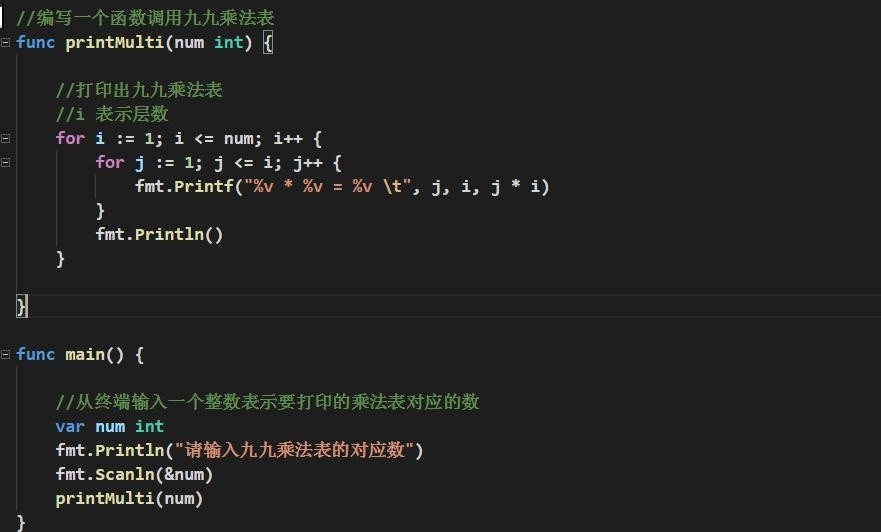 //编写一个函数调用九九乘法表
func printMulti(num int) {
//打印出九九乘法表
//i 表示层数
for i := 1; i <= num; i++ {
for j := 1; j <= i; j++ {
fmt.Printf("%v * %v = %v \t", j, i, j * i)
}
fmt.Println()
}
}
func main() {
//从终端输入一个整数表示要打印的乘法表对应的数
var num int
fmt.Println("请输入九九乘法表的对应数")
fmt.Scanln(&num)
printMulti(num)
}